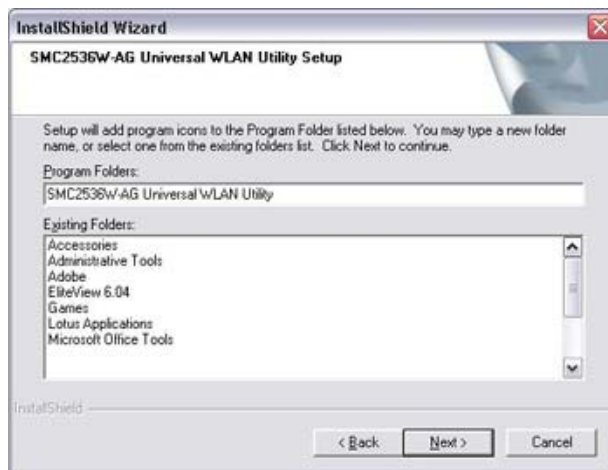 InstallShield Wizard
SMC2536W-AG Universal WLAN Utility Setup
Setup will add program icons to the Program Folder listed below. You may type a new folder
name, or select one from the existing folders list. Click Next to continue.
Program Folders:
SMC2536W-AG Universal WLAN Utility
Existing Folders:
Accessories
Administrative Tools
Adobe
EliteView 6.04
Games
Lotus Applications
Microsoft Office Tools
InstallShield
< Back Next > Cancel